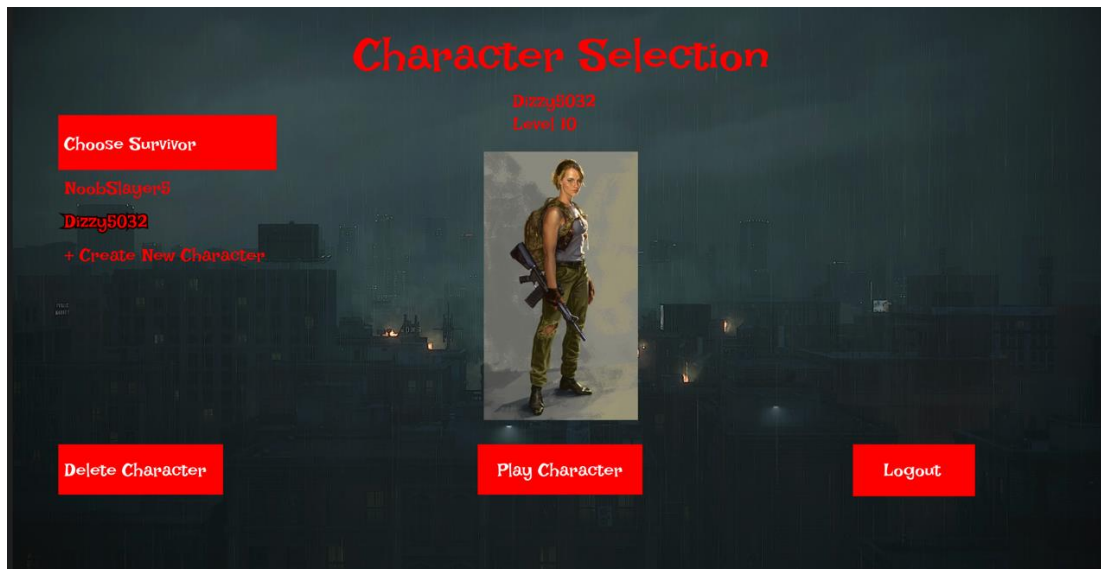 Character Selection
Dizzy5032
Level 10
Choose Survivor
NoobSlayer5
Dizzy5032
+ Create New Character
Delete Character
Play Character
Logout